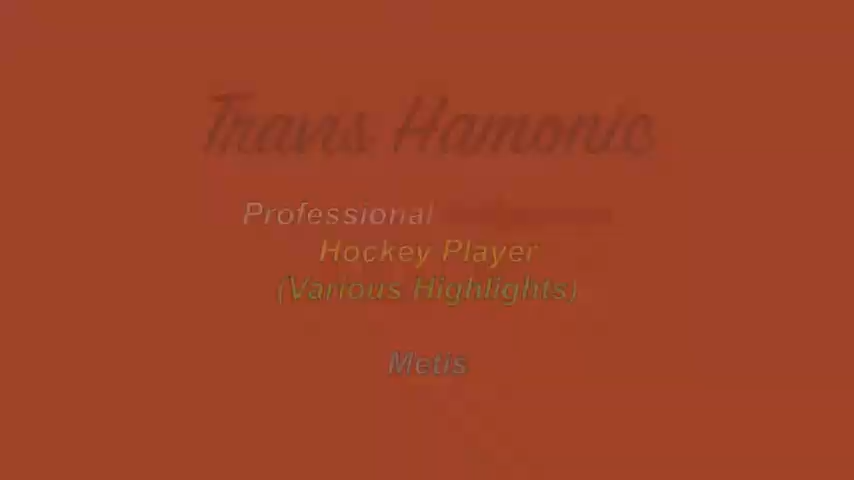 Travis Hamonic
Professional
Hockey Player
(Various Highlights)
Metis